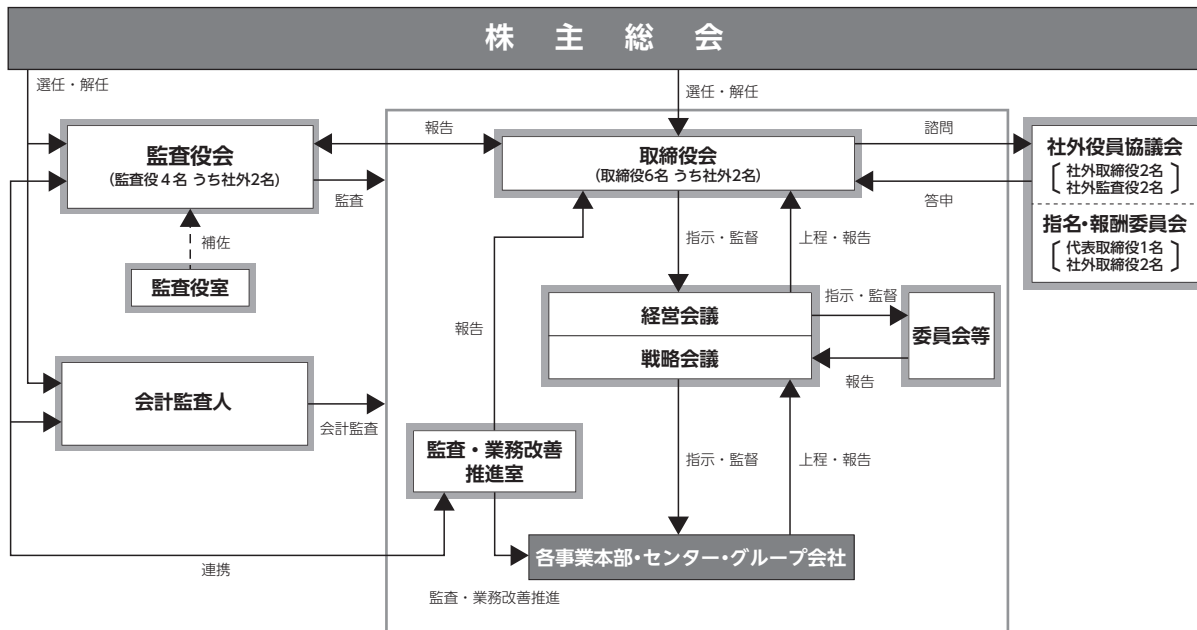 株主総会
選任・解任
選任・解任
監査役会
(監査役4名 うち社外2名)
報告
監査
取締役会
(取締役6名 うち社外2名)
諮問
答申
社外役員協議会
社外取締役2名
社外監査役2名
指名・報酬委員会
代表取締役1名
社外取締役2名
補佐
監査役室
指示・監督
上程・報告
報告
経営会議
戦略会議
指示・監督
報告
委員会等
会計監査人
会計監査
監査・業務改善
推進室
指示・監督
上程・報告
連携
各事業本部・センター・グループ会社
監査・業務改善推進